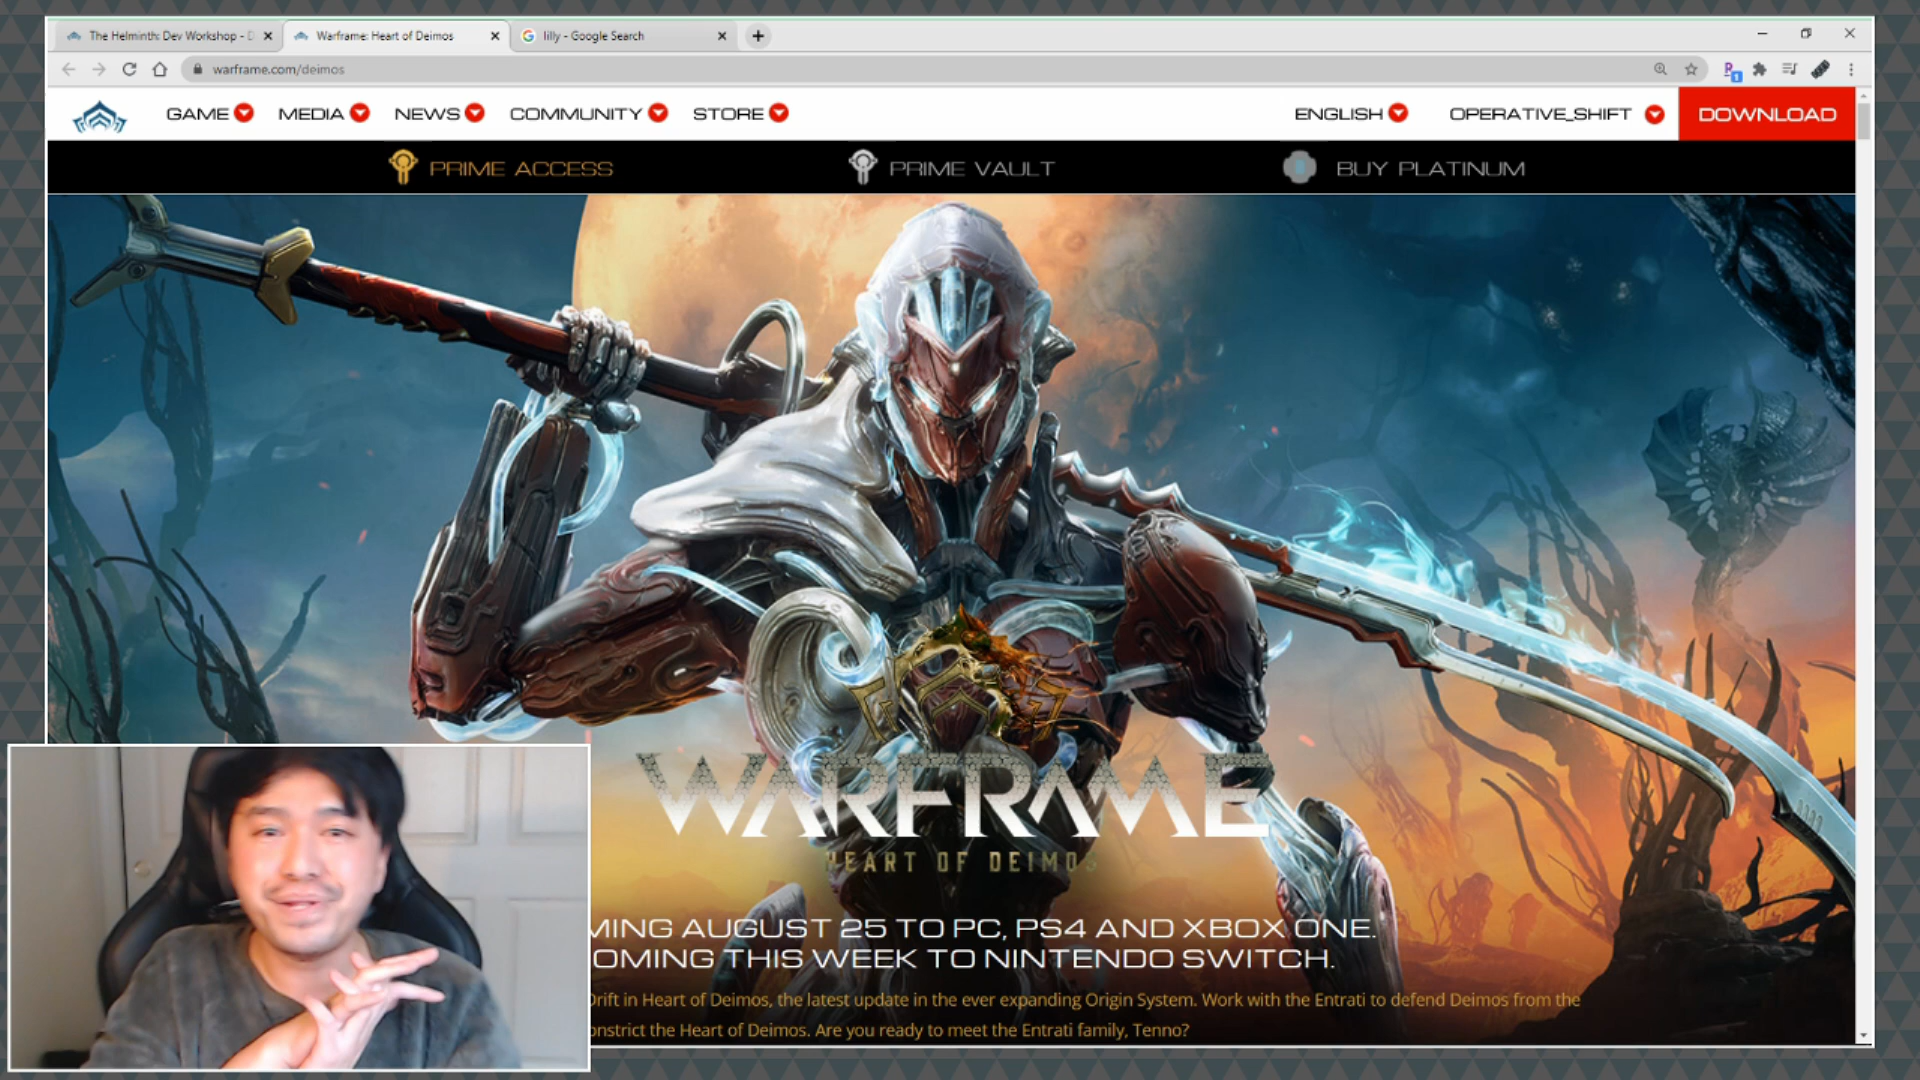 The Helminth: Dev Workshop - D
Warframe: Heart of Deimos
lilly - Google Search
warframe.com/deimos
GAME
MEDIA
NEWS
COMMUNITY
STORE
ENGLISH
OPERATIVE_SHIFT
DOWNLOAD
PRIME ACCESS
PRIME VAULT
BUY PLATINUM
WARFRAME
HEART OF DEIMOS
MING AUGUST 25 TO PC, PS4 AND XBOX ONE.
OMING THIS WEEK TO NINTENDO SWITCH.
Drift in Heart of Deimos, the latest update in the ever expanding Origin System. Work with the Entrati to defend Deimos from the
onstrict the Heart of Deimos. Are you ready to meet the Entrati family, Tenno?